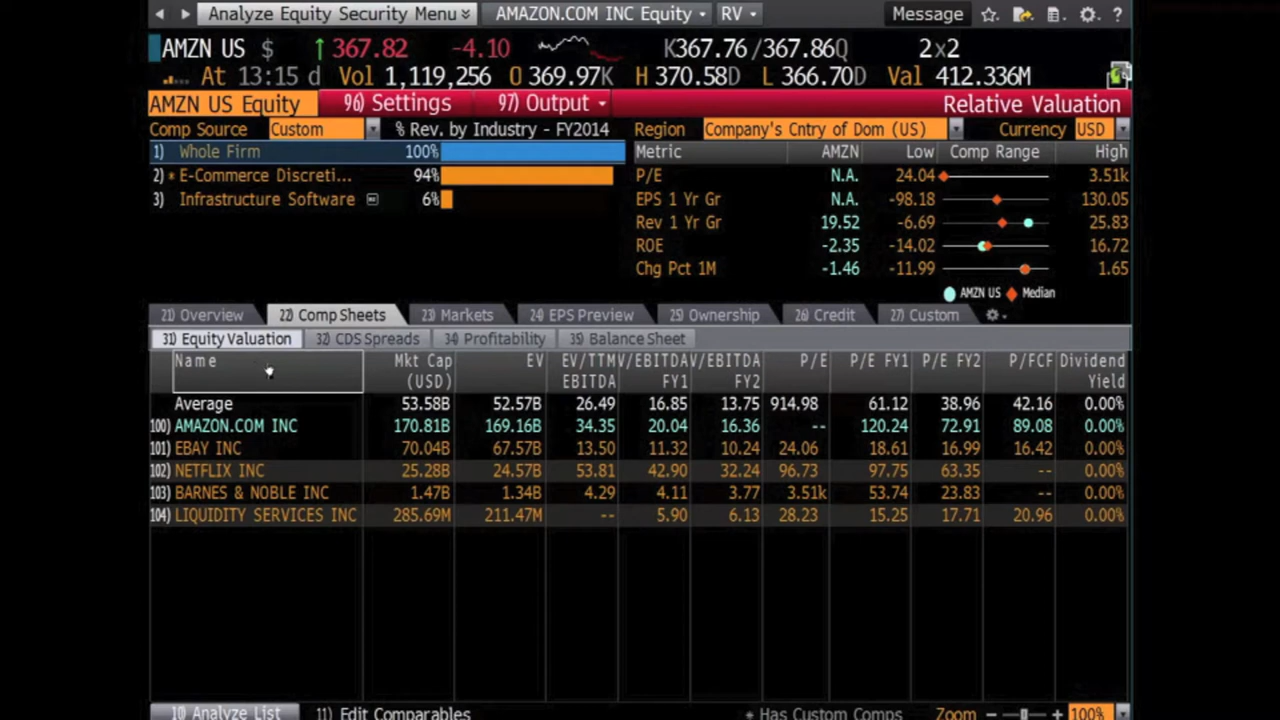 Analyze Equity Security Menu AMAZON.COM INC Equity RV Message ?
AMZN US $ ↑ 367.82 -4.10 K367.76 /367.86Q 2x2
At 13:15 d Vol 1,119,256 O 369.97K H 370.58D L 366.70D Val 412.336M
AMZN US Equity 96) Settings 97) Output Relative Valuation
Comp Source Custom % Rev. by Industry - FY2014 Region Company's Cntry of Dom (US) Currency USD
1) Whole Firm 100% Metric AMZN Low Comp Range High
2) * E-Commerce Discreti... 94% P/E N.A. 24.04 3.51k
3) Infrastructure Software 6% EPS 1 Yr Gr N.A. -98.18 130.05
Rev 1 Yr Gr 19.52 -6.69 25.83
ROE -2.35 -14.02 16.72
Chg Pct 1M -1.46 -11.99 1.65
AMZN US Median
21) Overview 22) Comp Sheets 23) Markets 24) EPS Preview 25) Ownership 26) Credit 27) Custom
31) Equity Valuation 32) CDS Spreads 34) Profitability 39) Balance Sheet
Name Mkt Cap EV EV/TTM V/EBITDA V/EBITDA P/E P/E FY1 P/E FY2 P/FCF Dividend
(USD) EBITDA FY1 FY2 Yield
Average 53.58B 52.57B 26.49 16.85 13.75 914.98 61.12 38.96 42.16 0.00%
100) AMAZON.COM INC 170.81B 169.16B 34.35 20.04 16.36 -- 120.24 72.91 89.08 0.00%
101) EBAY INC 70.04B 67.57B 13.50 11.32 10.24 24.06 18.61 16.99 16.42 0.00%
102) NETFLIX INC 25.28B 24.57B 53.81 42.90 32.24 96.73 97.75 63.35 -- 0.00%
103) BARNES & NOBLE INC 1.47B 1.34B 4.29 4.11 3.77 3.51k 53.74 23.83 -- 0.00%
104) LIQUIDITY SERVICES INC 285.69M 211.47M -- 5.90 6.13 28.23 15.25 17.71 20.96 0.00%
10) Analyze List 11) Edit Comparables * Has Custom Comps Zoom - + 100%